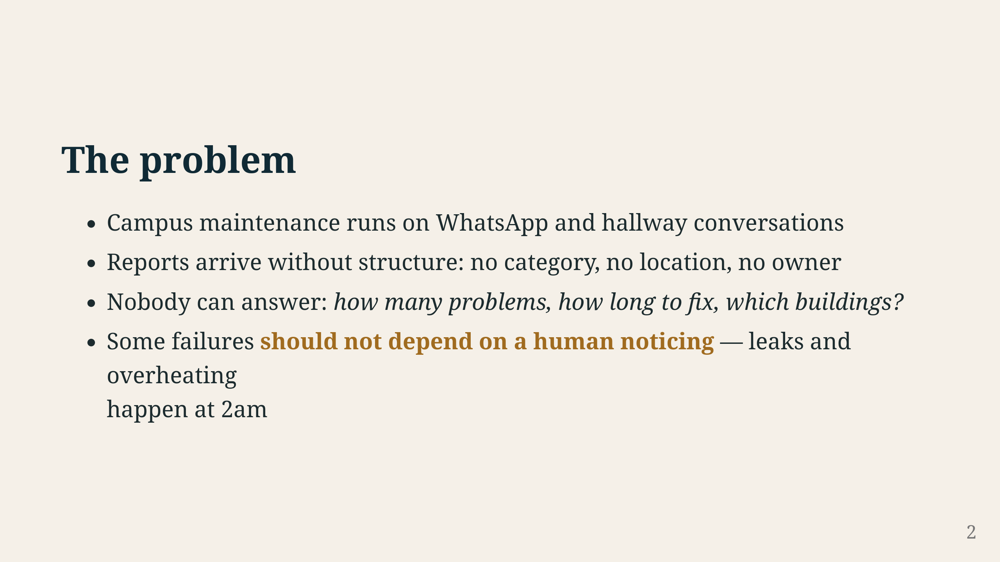 The problem
• Campus maintenance runs on WhatsApp and hallway conversations
• Reports arrive without structure: no category, no location, no owner
• Nobody can answer: how many problems, how long to fix, which buildings?
• Some failures should not depend on a human noticing — leaks and
overheating
happen at 2am
2